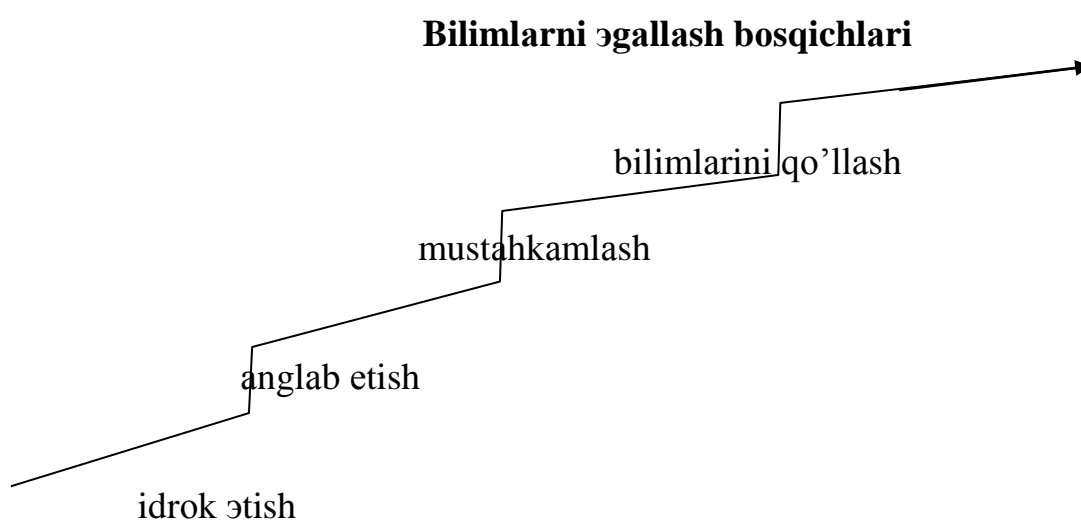 Bilimlarni эgallash bosqichlari
bilimlarini qo’llash
mustahkamlash
anglab etish
idrok эtish